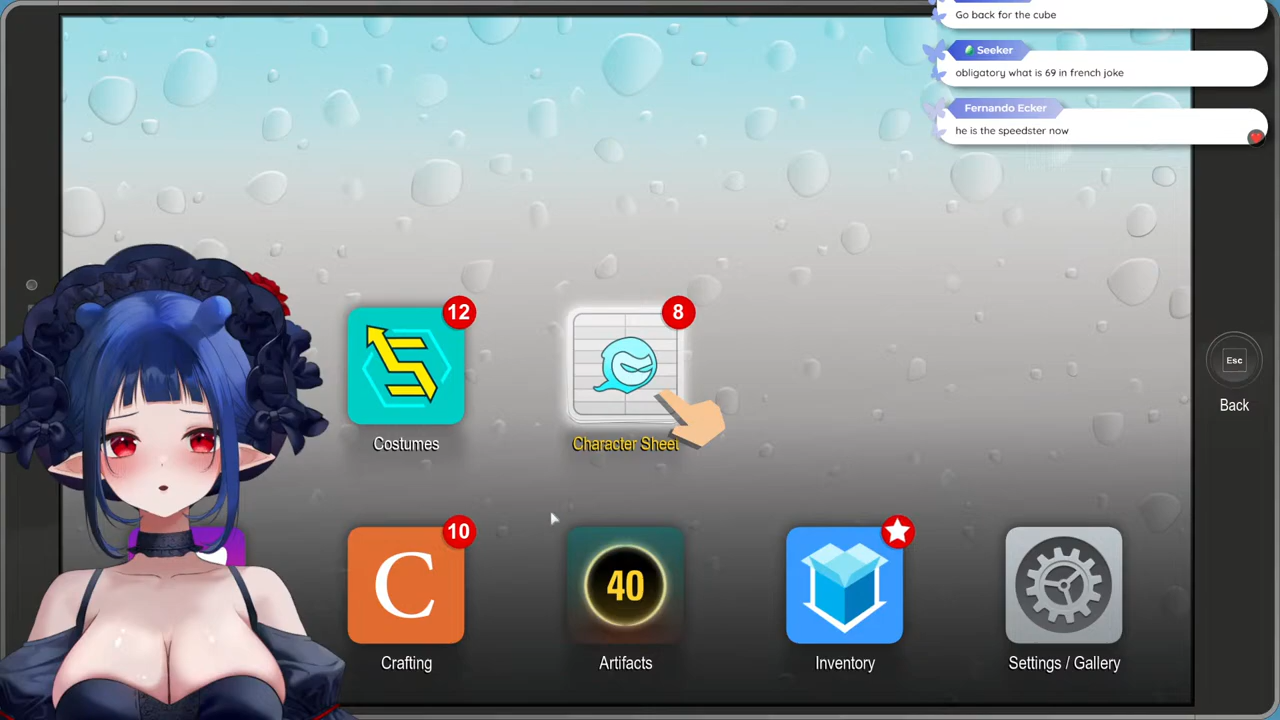 Go back for the cube
Seeker
obligatory what is 69 in french joke
Fernando Ecker
he is the speedster now
12
8
Costumes
Character Sheet
Esc
Back
10
C
40
Crafting
Artifacts
Inventory
Settings / Gallery